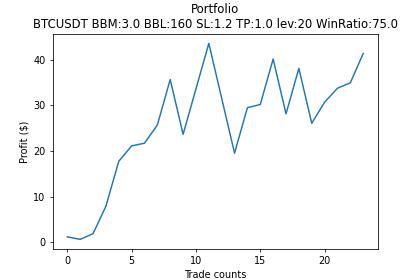 Portfolio
BTCUSDT BBM:3.0 BBL:160 SL:1.2 TP:1.0 lev:20 WinRatio:75.0
40
30
20
10
0
Profit ($)
0 5 10 15 20
Trade counts